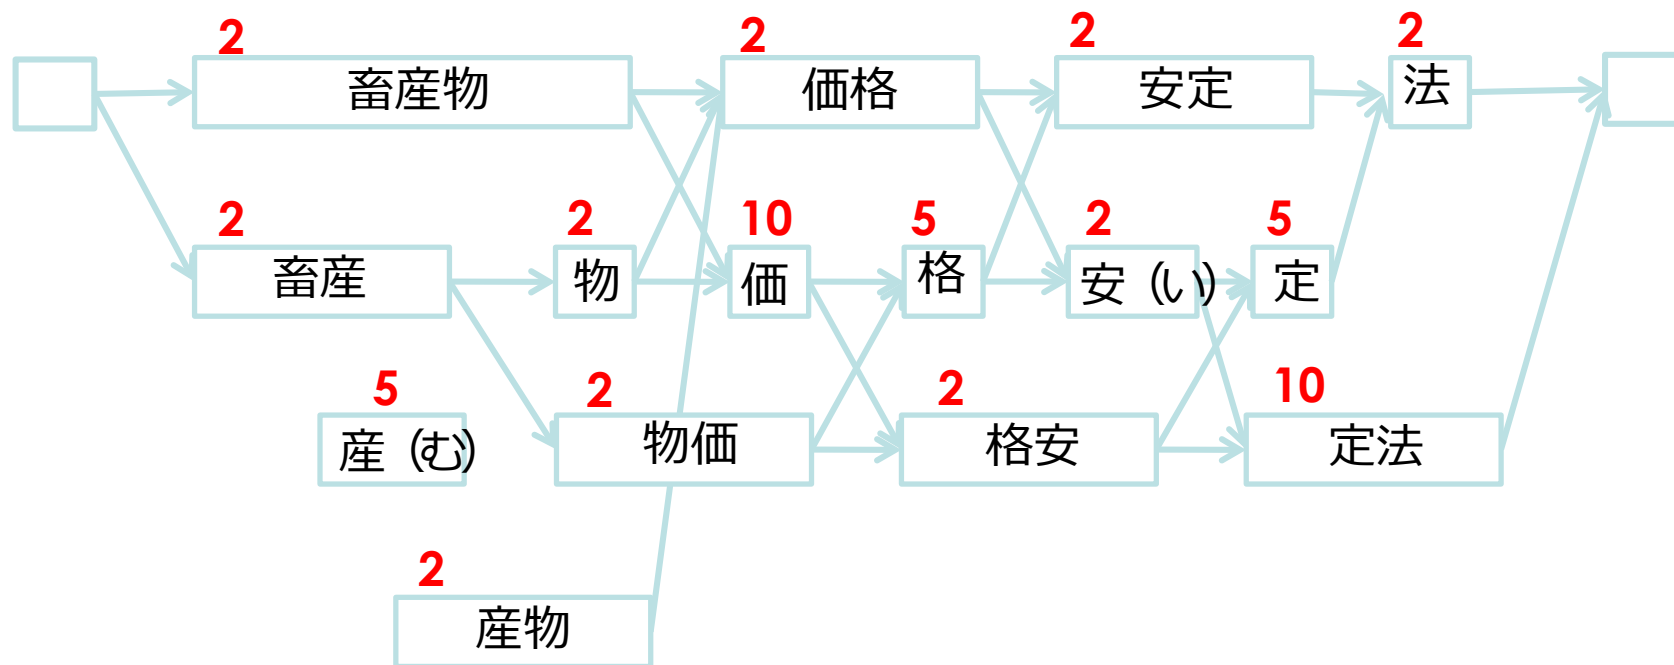 2 2 2 2
畜産物 価格 安定 法
2 2 10 5 2 5
畜産 物 価 格 安（い） 定
5 2 2 10
産（む） 物価 格安 定法
2
産物